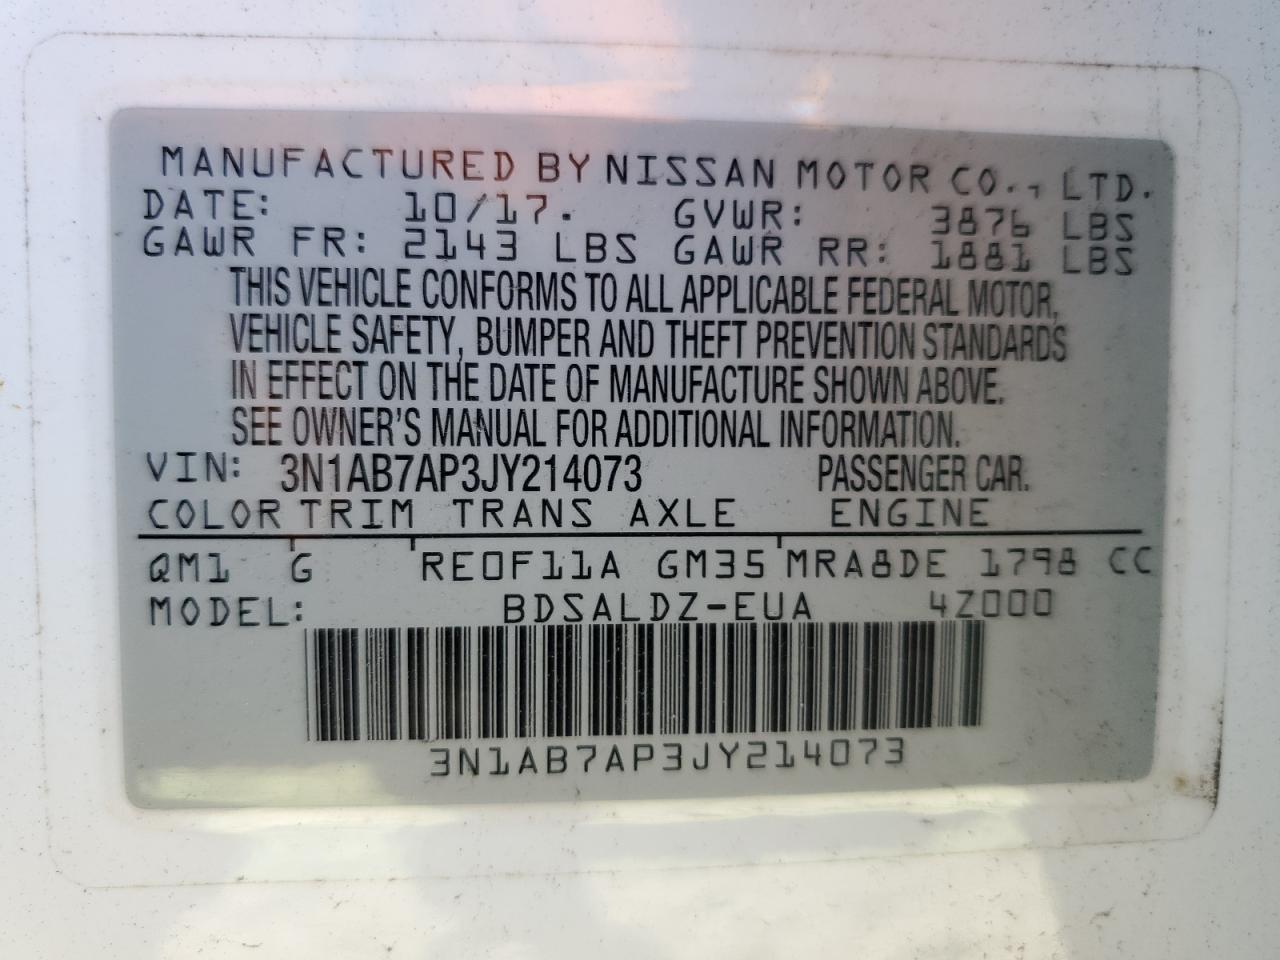 MANUFACTURED BY NISSAN MOTOR CO., LTD.
DATE: 10/17. GVWR: 3876 LBS
GAWR FR: 2143 LBS GAWR RR: 1881 LBS
THIS VEHICLE CONFORMS TO ALL APPLICABLE FEDERAL MOTOR,
VEHICLE SAFETY, BUMPER AND THEFT PREVENTION STANDARDS
IN EFFECT ON THE DATE OF MANUFACTURE SHOWN ABOVE.
SEE OWNER'S MANUAL FOR ADDITIONAL INFORMATION.
VIN: 3N1AB7AP3JY214073 PASSENGER CAR.
COLOR TRIM TRANS AXLE ENGINE
QM1 G RE0F11A GM35 MRA8DE 1798 CC
MODEL: BDSALDZ-EUA 4Z000
3N1AB7AP3JY214073